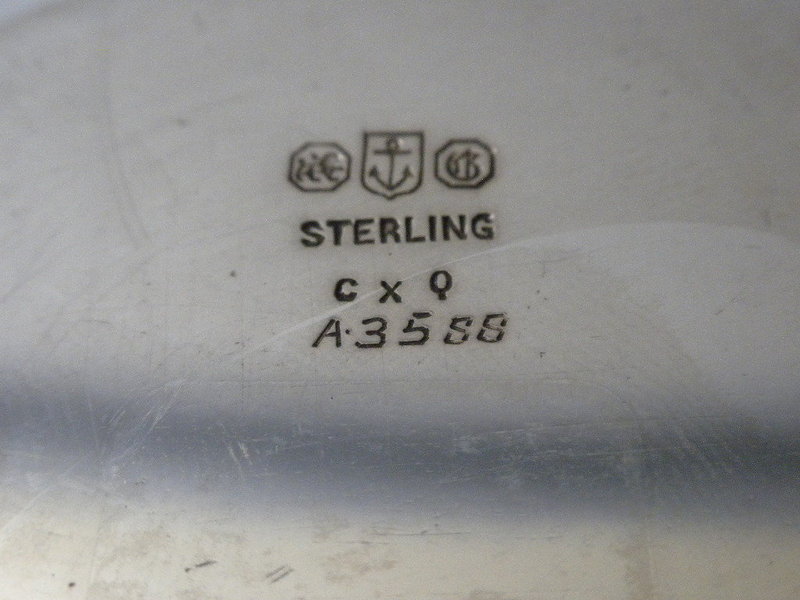 STERLING
C X Q
A·3588